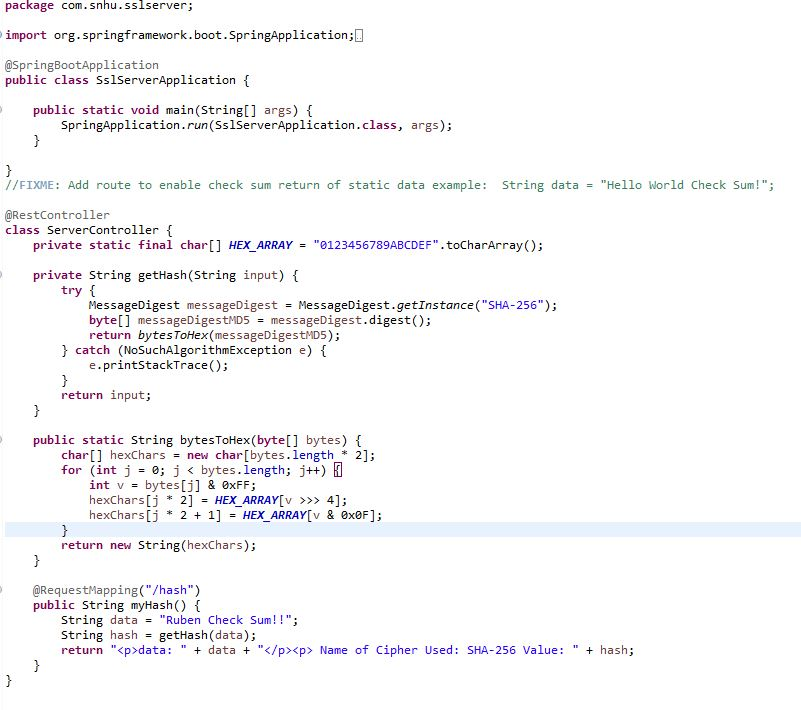 package com.snhu.sslserver;
import org.springframework.boot.SpringApplication;
@SpringBootApplication
public class SslServerApplication {
public static void main(String[] args) {
SpringApplication.run(SslServerApplication.class, args);
}
}
//FIXME: Add route to enable check sum return of static data example:  String data = "Hello World Check Sum!";
@RestController
class ServerController {
private static final char[] HEX_ARRAY = "0123456789ABCDEF".toCharArray();
private String getHash(String input) {
try {
MessageDigest messageDigest = MessageDigest.getInstance("SHA-256");
byte[] messageDigestMD5 = messageDigest.digest();
return bytesToHex(messageDigestMD5);
} catch (NoSuchAlgorithmException e) {
e.printStackTrace();
}
return input;
}
public static String bytesToHex(byte[] bytes) {
char[] hexChars = new char[bytes.length * 2];
for (int j = 0; j < bytes.length; j++) {
int v = bytes[j] & 0xFF;
hexChars[j * 2] = HEX_ARRAY[v >>> 4];
hexChars[j * 2 + 1] = HEX_ARRAY[v & 0x0F];
}
return new String(hexChars);
}
@RequestMapping("/hash")
public String myHash() {
String data = "Ruben Check Sum!!";
String hash = getHash(data);
return "<p>data: " + data + "</p><p> Name of Cipher Used: SHA-256 Value: " + hash;
}
}